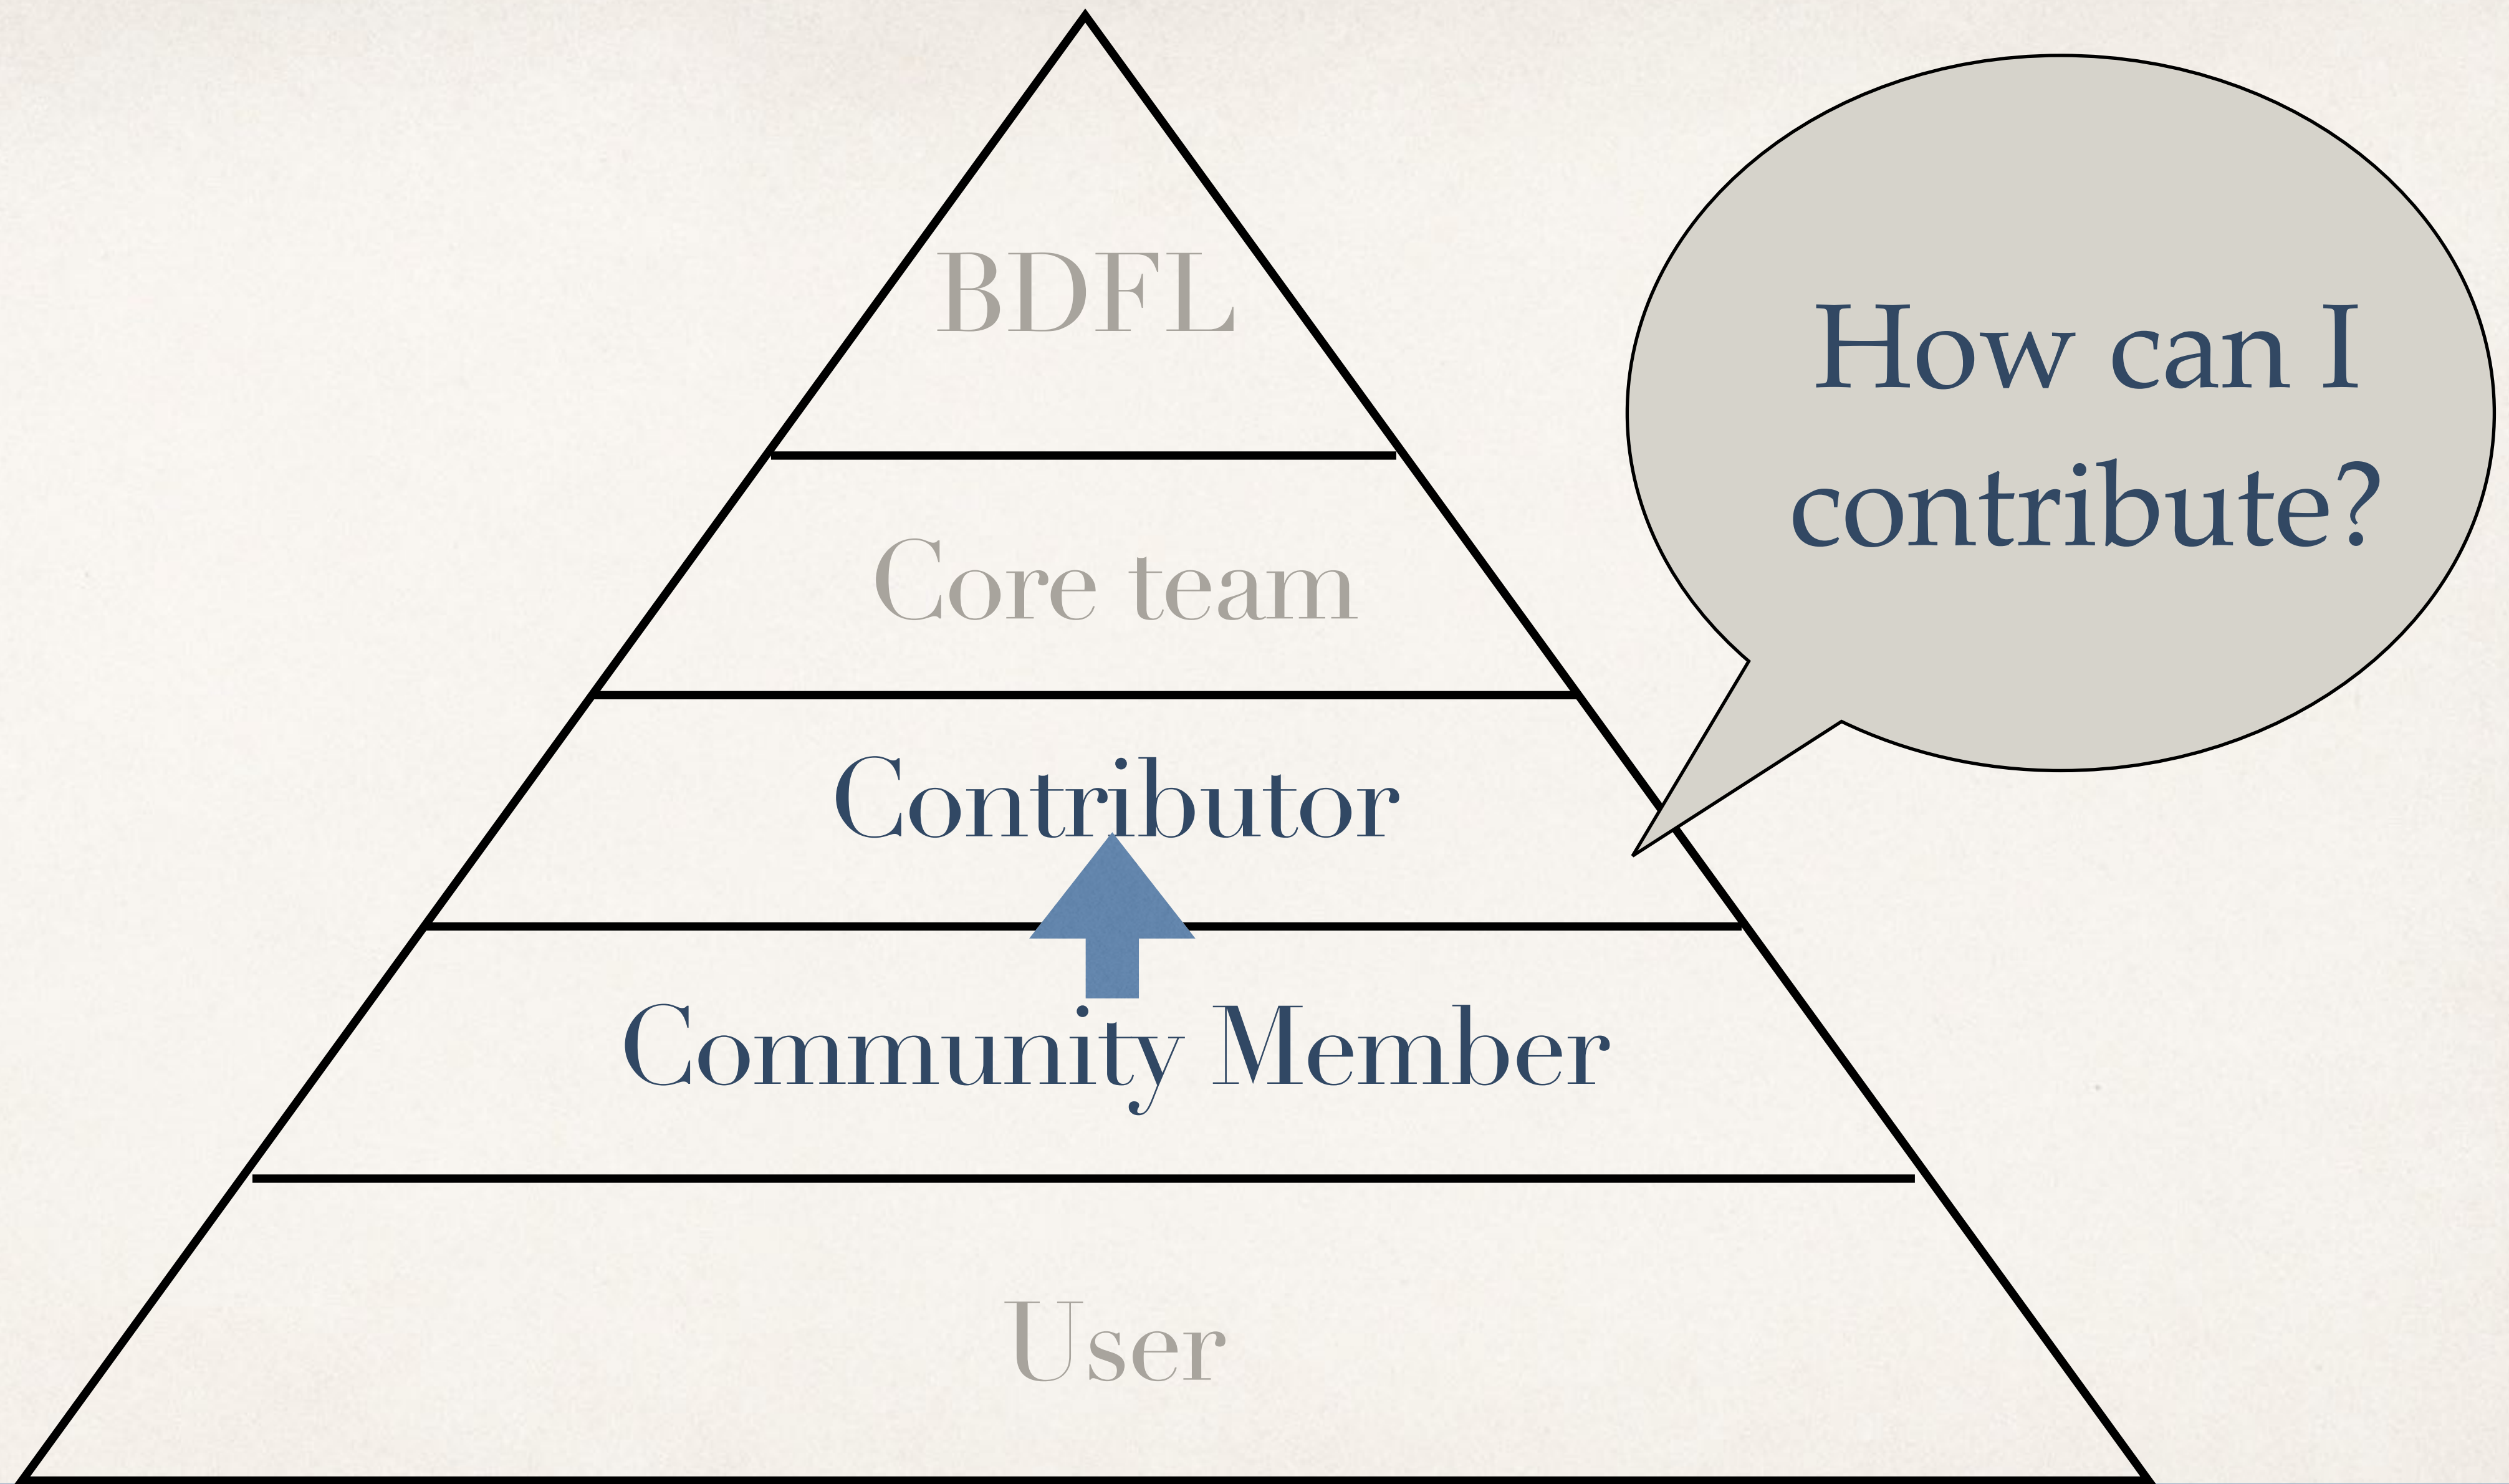 BDFL
How can I
contribute?
Core team
Contributor
Community Member
User